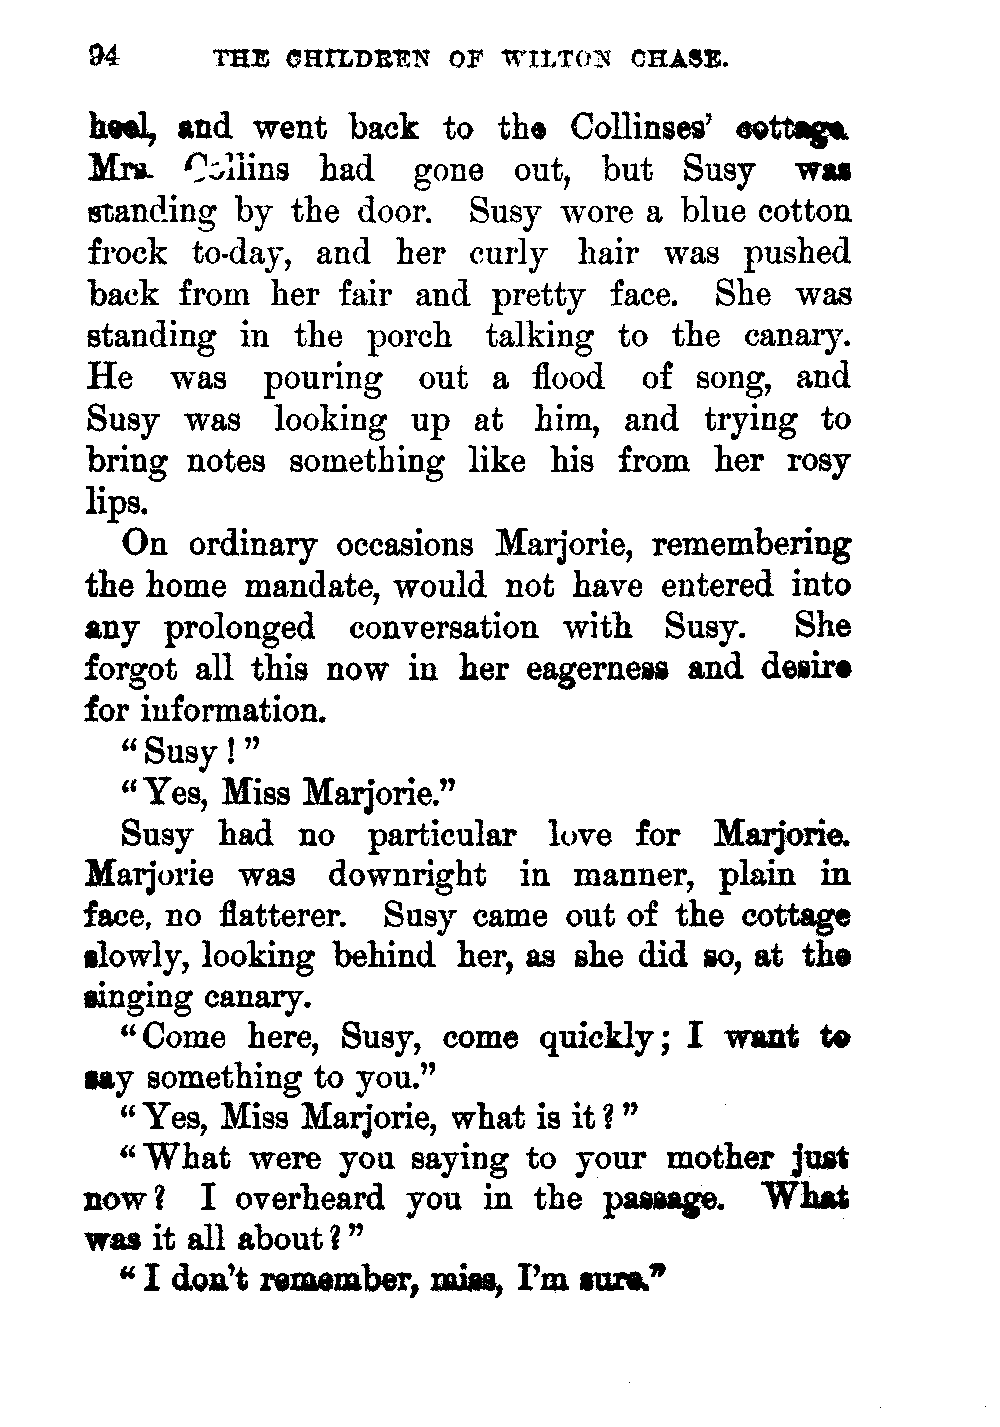 94 THE CHILDREN OF WILTON CHASE.
heel, and went back to the Collinses' cottage.
Mrs. Collins had gone out, but Susy was
standing by the door. Susy wore a blue cotton
frock to-day, and her curly hair was pushed
back from her fair and pretty face. She was
standing in the porch talking to the canary.
He was pouring out a flood of song, and
Susy was looking up at him, and trying to
bring notes something like his from her rosy
lips.
On ordinary occasions Marjorie, remembering
the home mandate, would not have entered into
any prolonged conversation with Susy. She
forgot all this now in her eagerness and desire
for information.
"Susy!"
"Yes, Miss Marjorie."
Susy had no particular love for Marjorie.
Marjorie was downright in manner, plain in
face, no flatterer. Susy came out of the cottage
slowly, looking behind her, as she did so, at the
singing canary.
"Come here, Susy, come quickly; I want to
say something to you."
"Yes, Miss Marjorie, what is it?"
"What were you saying to your mother just
now? I overheard you in the passage. What
was it all about?"
"I don't remember, miss, I'm sure."